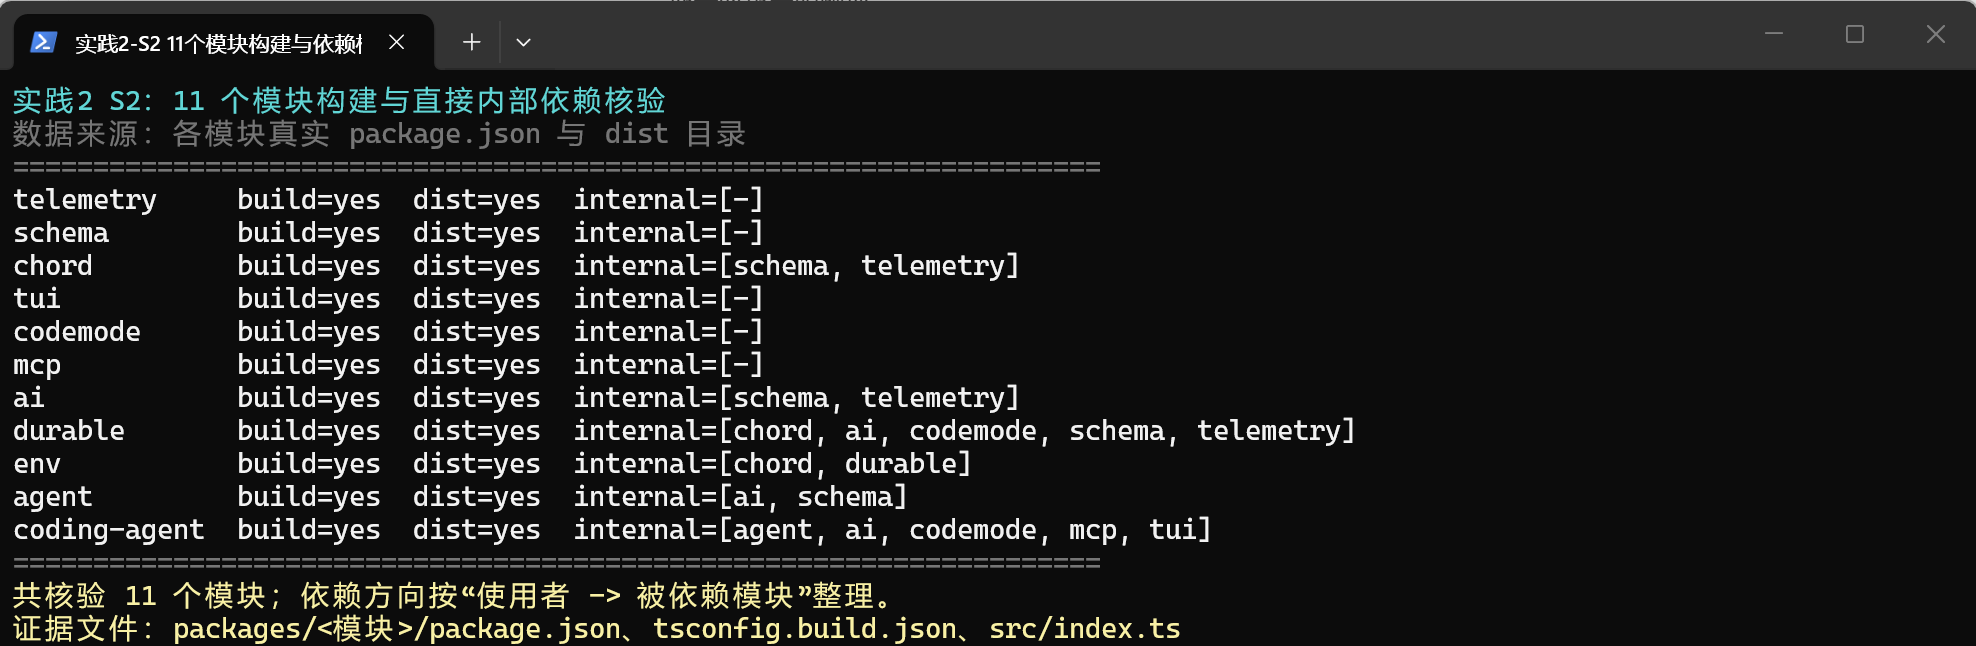 实践2-S2 11个模块构建与依赖
实践2 S2: 11 个模块构建与直接内部依赖核验
数据来源: 各模块真实 package.json 与 dist 目录
====================================================================
telemetry     build=yes  dist=yes  internal=[-]
schema        build=yes  dist=yes  internal=[-]
chord         build=yes  dist=yes  internal=[schema, telemetry]
tui           build=yes  dist=yes  internal=[-]
codemode      build=yes  dist=yes  internal=[-]
mcp           build=yes  dist=yes  internal=[-]
ai            build=yes  dist=yes  internal=[schema, telemetry]
durable       build=yes  dist=yes  internal=[chord, ai, codemode, schema, telemetry]
env           build=yes  dist=yes  internal=[chord, durable]
agent         build=yes  dist=yes  internal=[ai, schema]
coding-agent  build=yes  dist=yes  internal=[agent, ai, codemode, mcp, tui]
====================================================================
共核验 11 个模块；依赖方向按“使用者 -> 被依赖模块”整理。
证据文件: packages/<模块>/package.json、tsconfig.build.json、src/index.ts